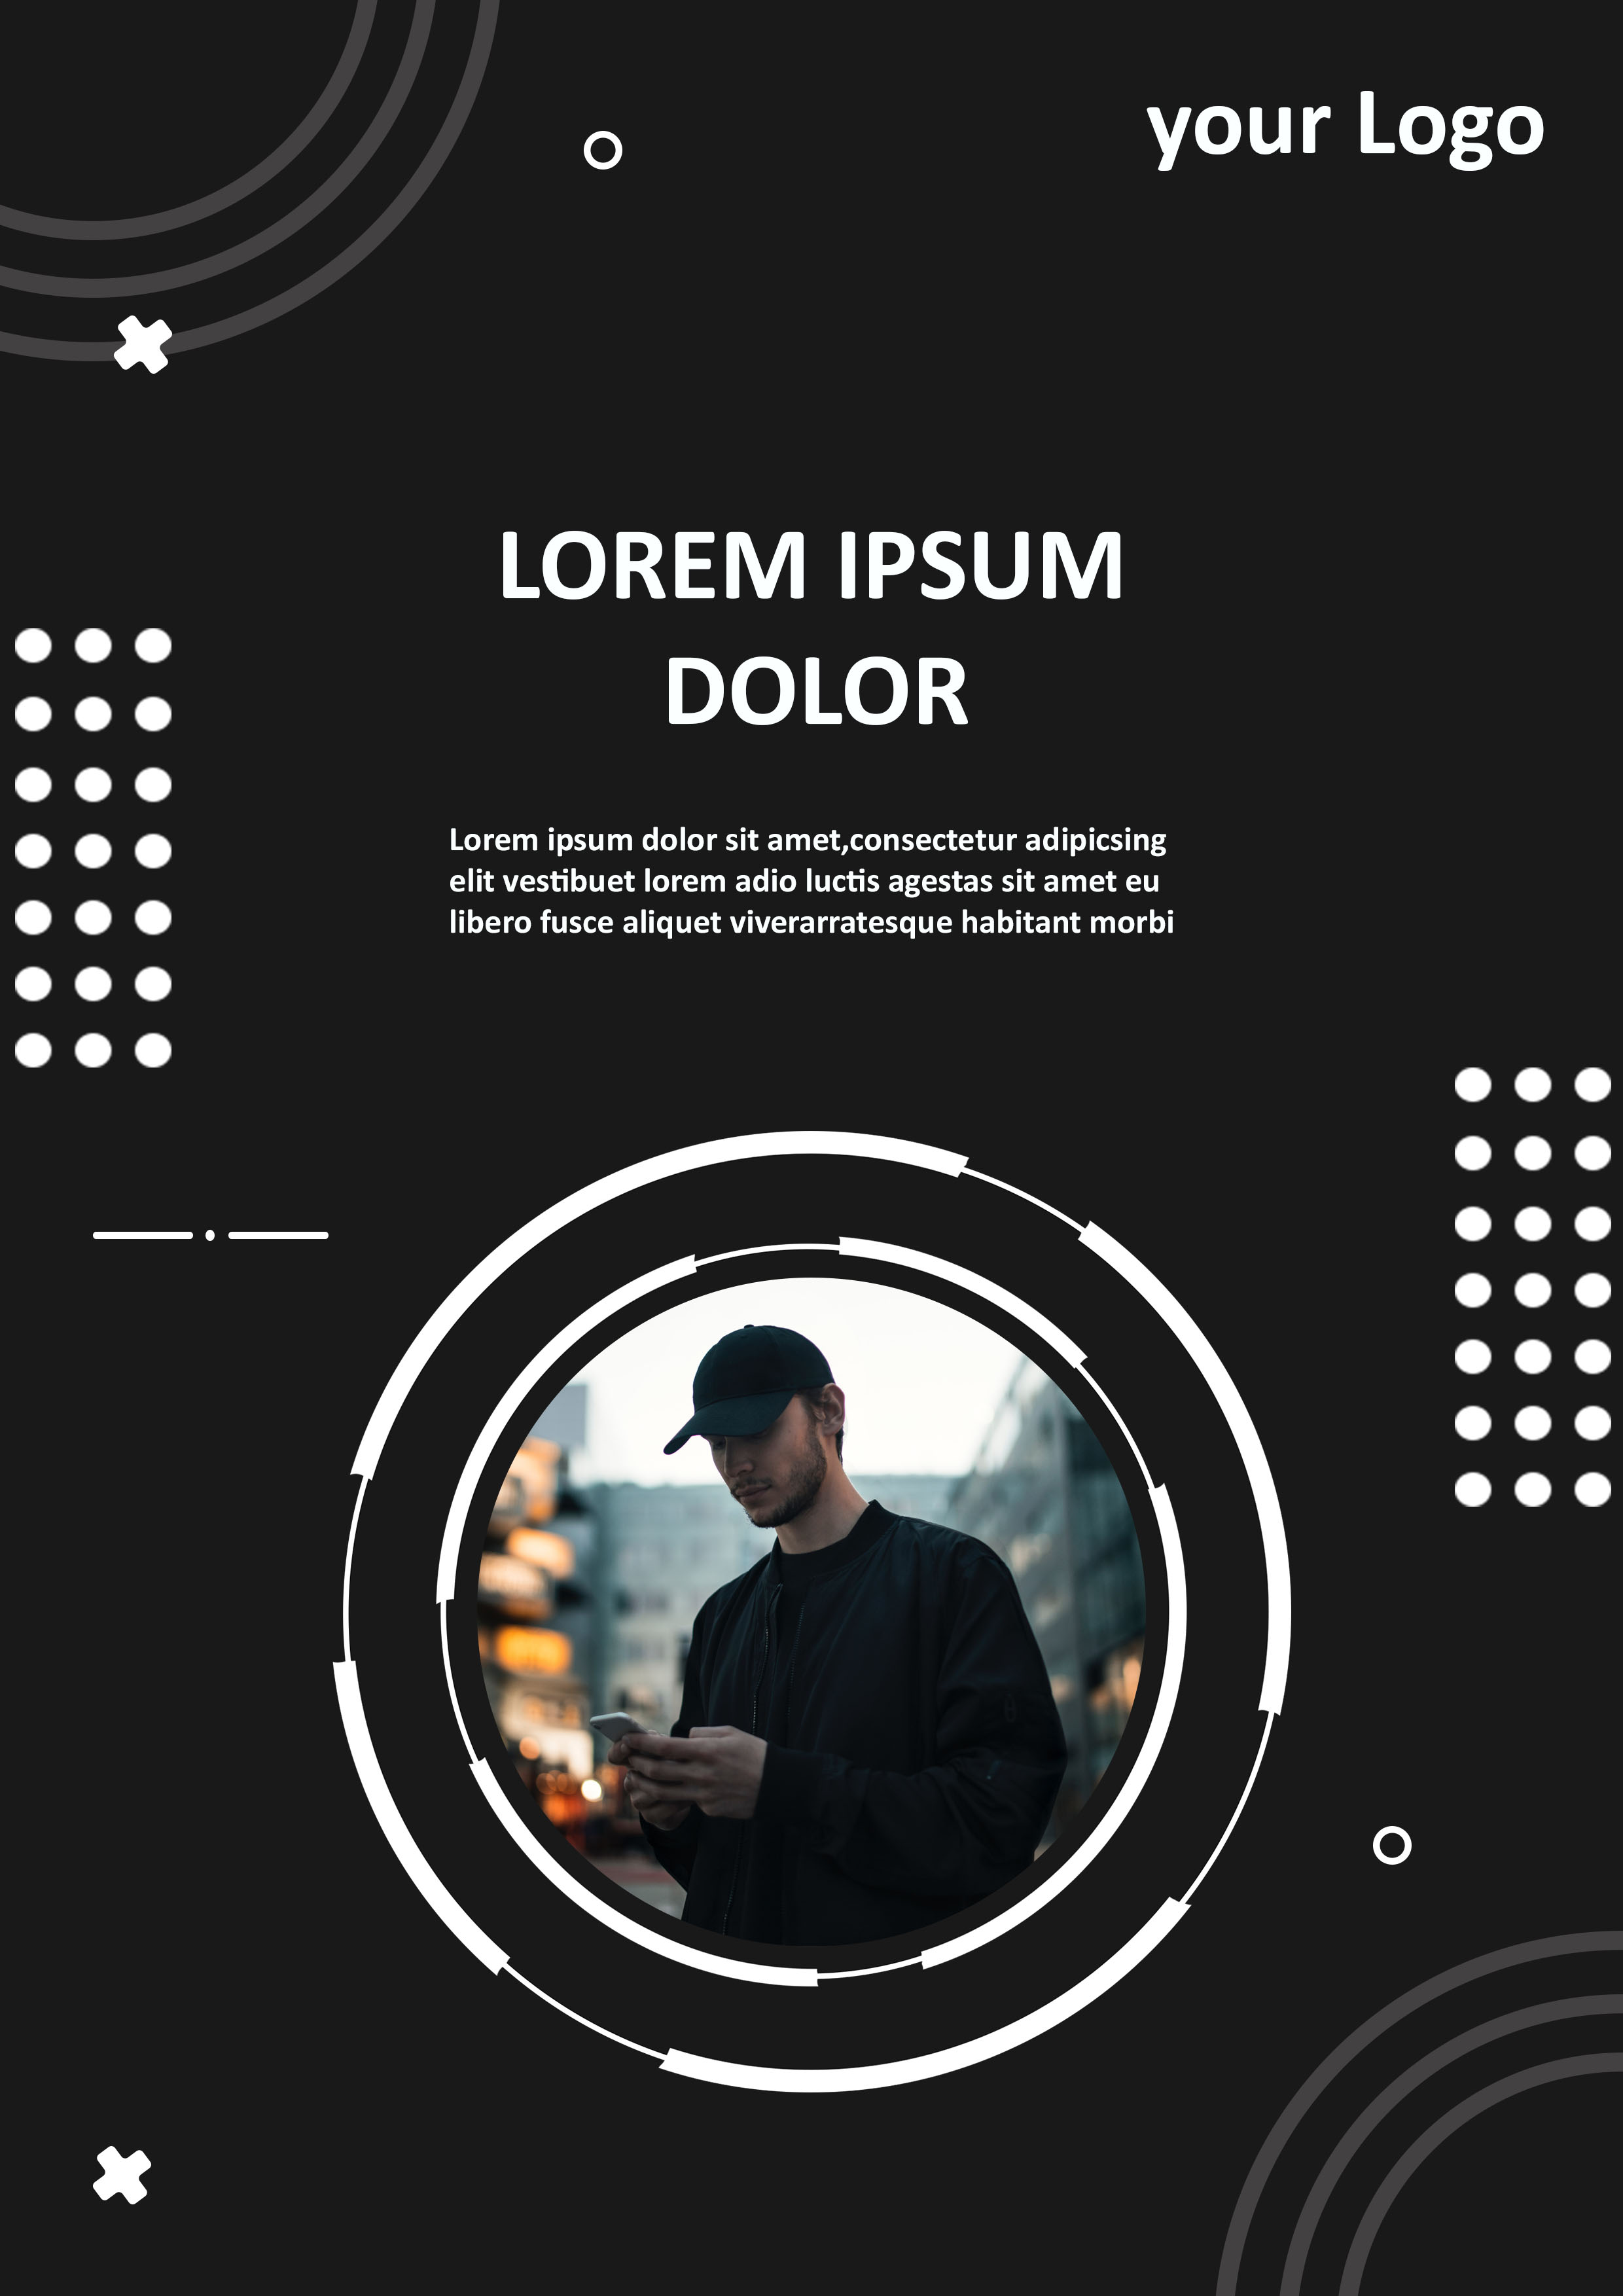 your Logo
LOREM IPSUM
DOLOR
Lorem ipsum dolor sit amet,consectetur adipicsing
elit vestibuet lorem adio luctis agestas sit amet eu
libero fusce aliquet viverarratesque habitant morbi